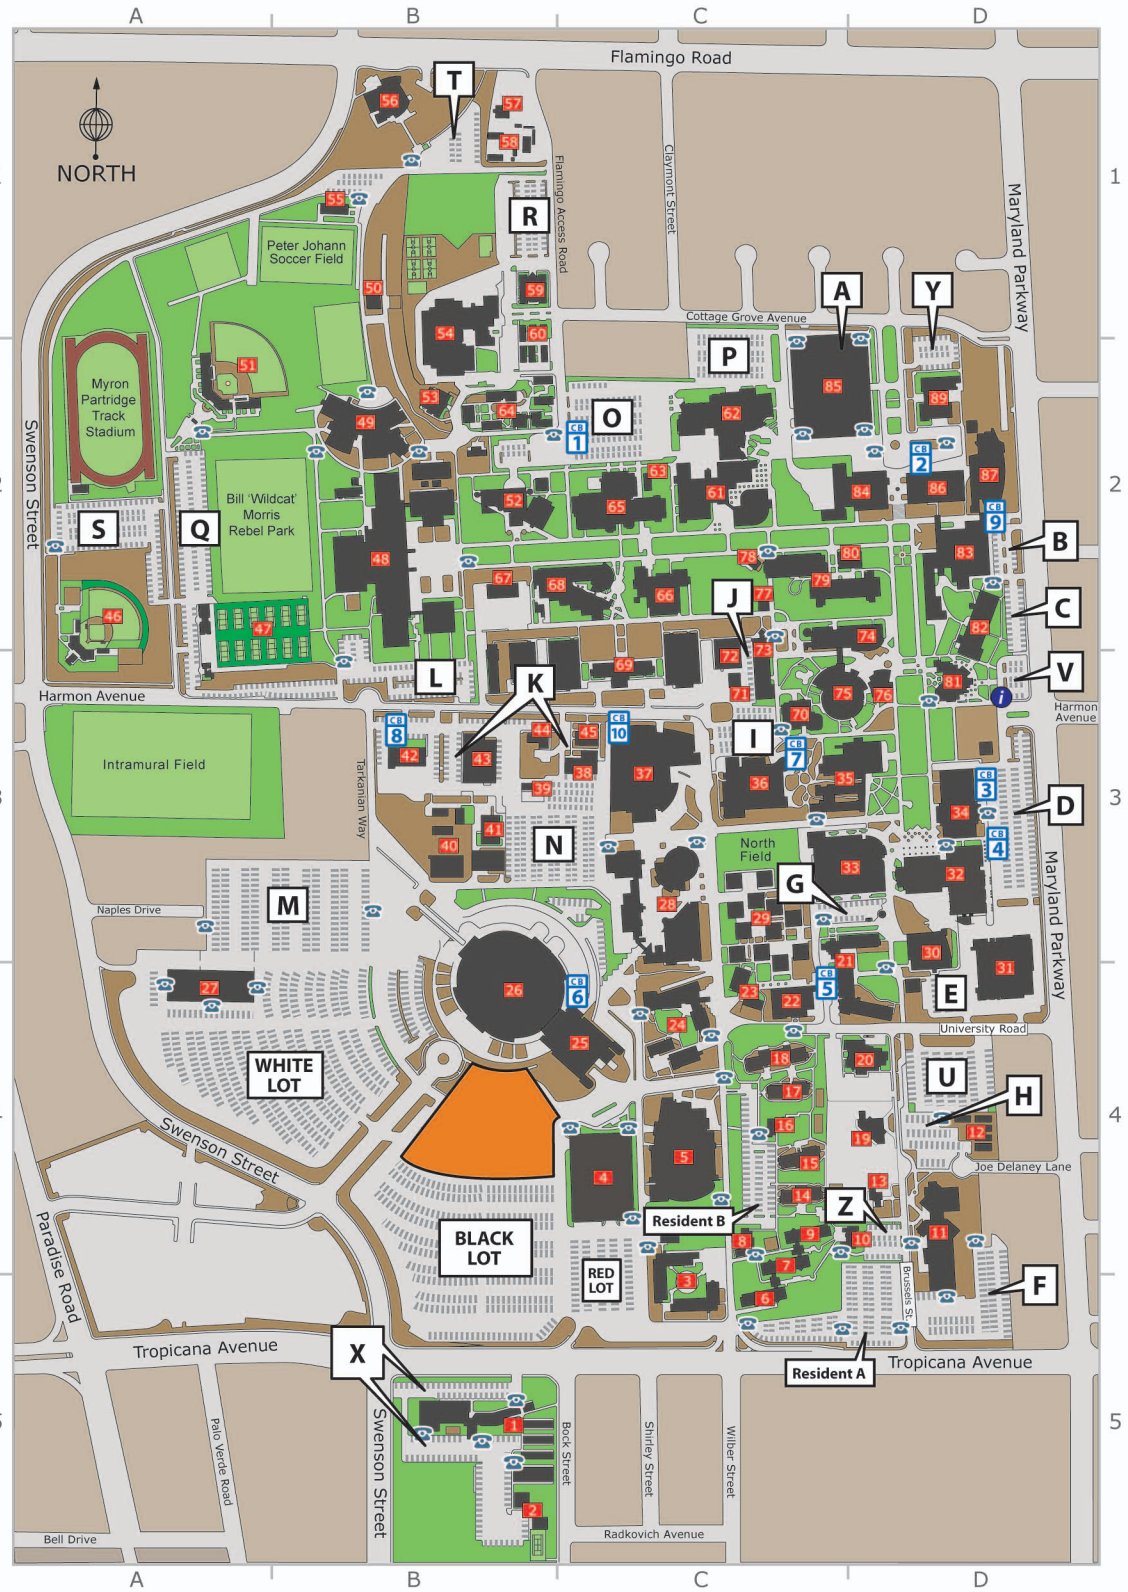 A
B
C
D
Flamingo Road
T
56
57
58
NORTH
1
Flamingo Access Road
Claymont Street
Maryland Parkway
55
R
Peter Johann
Soccer Field
50
59
A
Y
54
60
Cottage Grove Avenue
P
51
85
Myron
Partridge
Track
Stadium
53
64
89
49
62
O
CB
1
CB
2
Swenson Street
2
Bill 'Wildcat'
Morris
Rebel Park
63
87
61
84
86
52
65
S
Q
CB
9
B
48
78
80
83
67
68
79
66
77
J
C
46
47
74
82
72
73
69
L
K
V
71
75
76
81
i
Harmon Avenue
Harmon
Avenue
CB
8
44
45
CB
10
70
I
CB
7
42
43
38
37
36
35
CB
3
Intramural Field
Tarkanian Way
39
3
34
D
41
40
N
North
Field
CB
4
33
G
32
M
28
29
Maryland Parkway
Naples Drive
30
21
31
27
26
CB
6
23
22
CB
5
E
24
25
University Road
WHITE
LOT
18
20
U
17
H
16
4
19
12
Swenson Street
5
15
Joe Delaney Lane
4
14
13
Z
Resident B
Paradise Road
BLACK
LOT
8
9
10
11
RED
LOT
3
7
6
Brussels St.
F
Tropicana Avenue
X
Resident A
Tropicana Avenue
1
5
Palo Verde Road
Swenson Street
Bock Street
Shirley Street
Wilber Street
2
Bell Drive
Radkovich Avenue
A
B
C
D